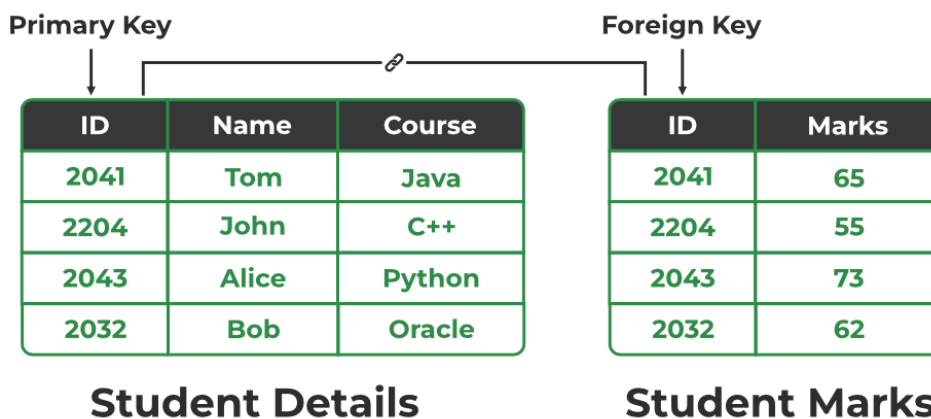 Primary Key
Foreign Key
ID Name Course
2041 Tom Java
2204 John C++
2043 Alice Python
2032 Bob Oracle
Student Details
ID Marks
2041 65
2204 55
2043 73
2032 62
Student Marks